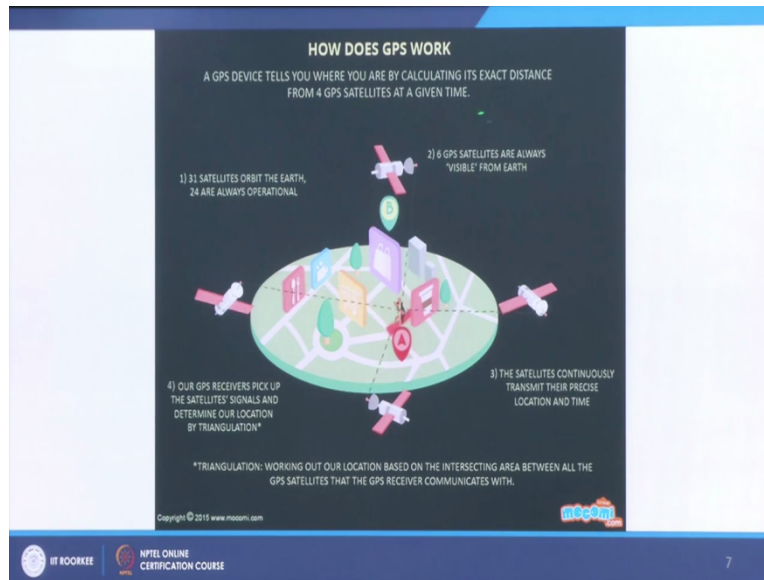 HOW DOES GPS WORK
A GPS DEVICE TELLS YOU WHERE YOU ARE BY CALCULATING ITS EXACT DISTANCE
FROM 4 GPS SATELLITES AT A GIVEN TIME.
1) 31 SATELLITES ORBIT THE EARTH,
24 ARE ALWAYS OPERATIONAL
2) 6 GPS SATELLITES ARE ALWAYS
'VISIBLE' FROM EARTH
B
A
3) THE SATELLITES CONTINUOUSLY
TRANSMIT THEIR PRECISE
LOCATION AND TIME
4) OUR GPS RECEIVERS PICK UP
THE SATELLITES' SIGNALS AND
DETERMINE OUR LOCATION
BY TRIANGULATION*
*TRIANGULATION: WORKING OUT OUR LOCATION BASED ON THE INTERSECTING AREA BETWEEN ALL THE
GPS SATELLITES THAT THE GPS RECEIVER COMMUNICATES WITH.
Copyright © 2015 www.mocomi.com
mocomi
.com
IIT ROORKEE
NPTEL
NPTEL ONLINE
CERTIFICATION COURSE
7